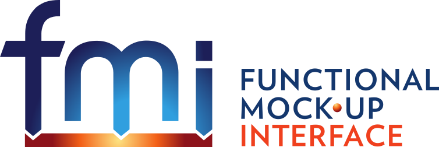 fmi
FUNCTIONAL
MOCK-UP
INTERFACE